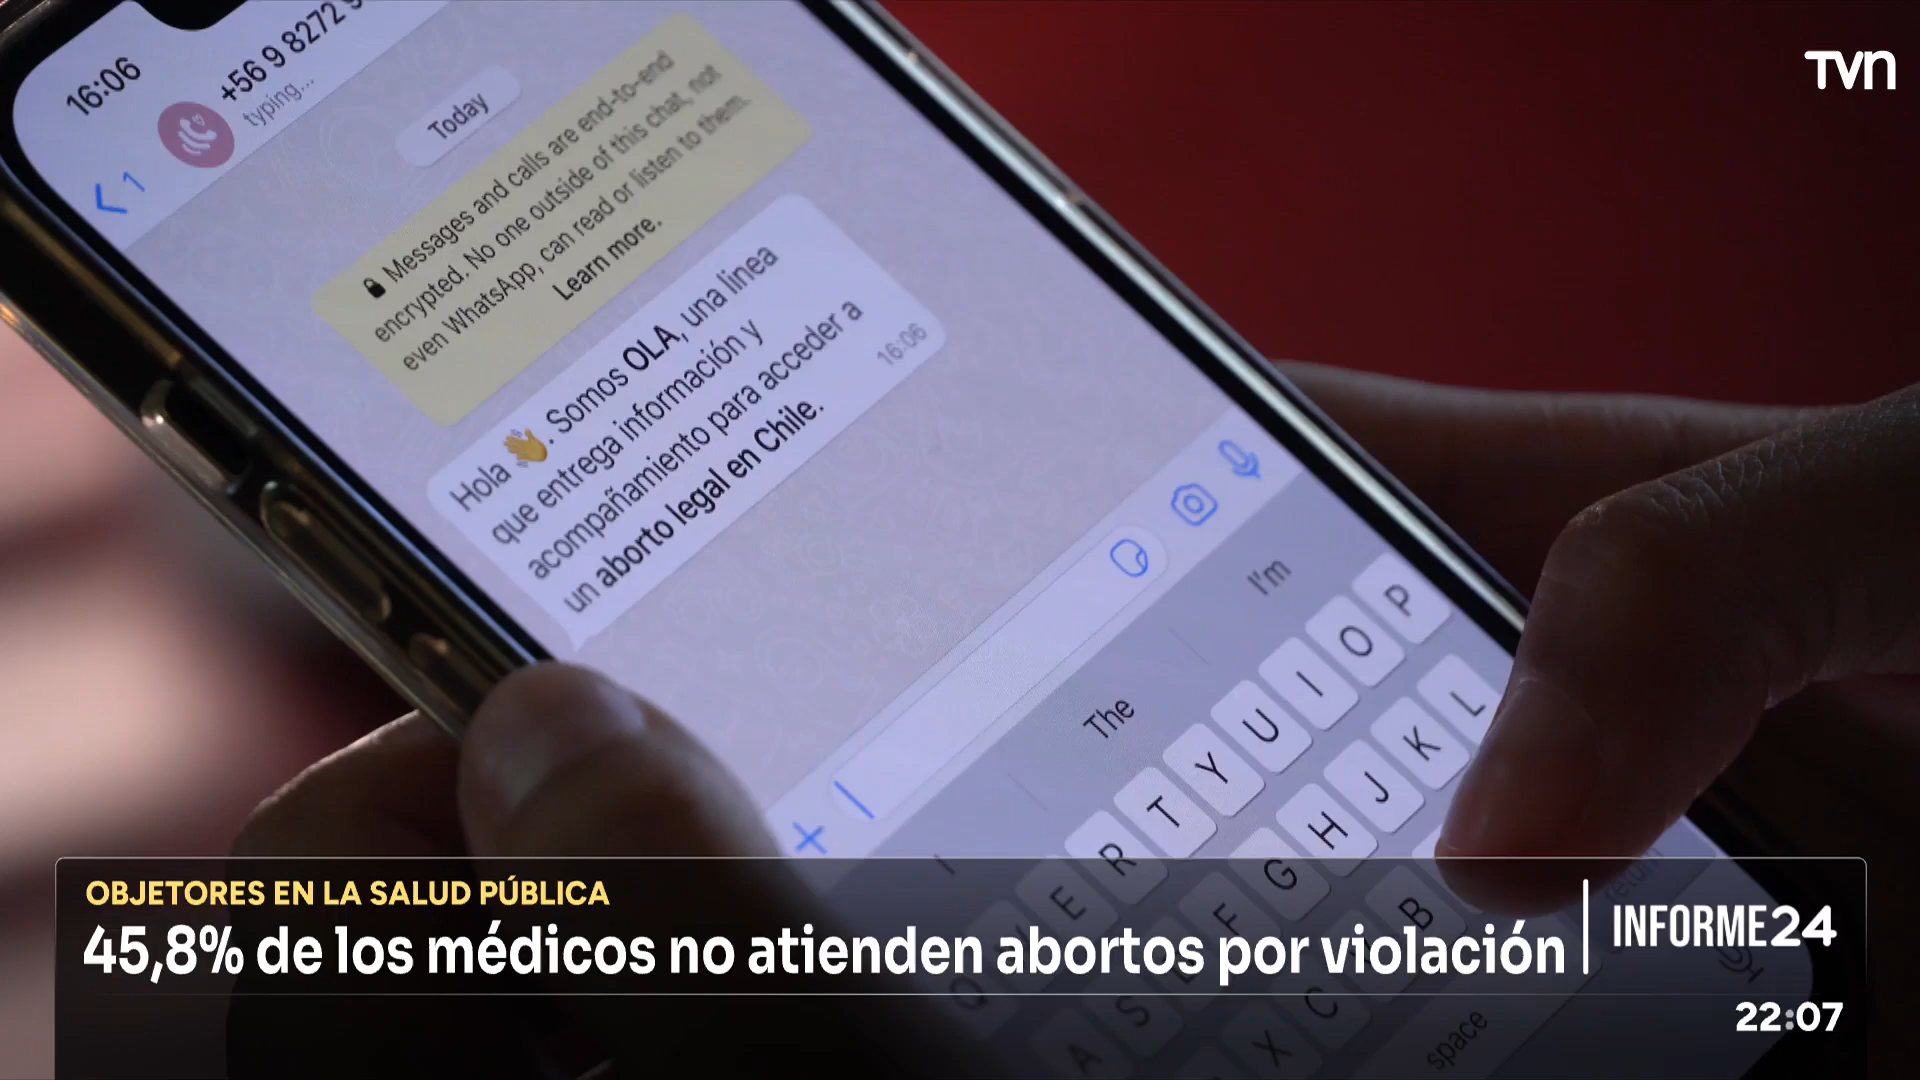 16:06
+56 9 8272 9
typing...
1
Today
Messages and calls are end-to-end
encrypted. No one outside of this chat, not
even WhatsApp, can read or listen to them.
Learn more.
Hola 👋. Somos OLA, una línea
que entrega información y
acompañamiento para acceder a
un aborto legal en Chile.
16:06
I
The
I'm
Q W E R T Y U I O P
A S D F G H J K L
X C B
space
return
TVN
OBJETORES EN LA SALUD PÚBLICA
45,8% de los médicos no atienden abortos por violación
INFORME24
22:07